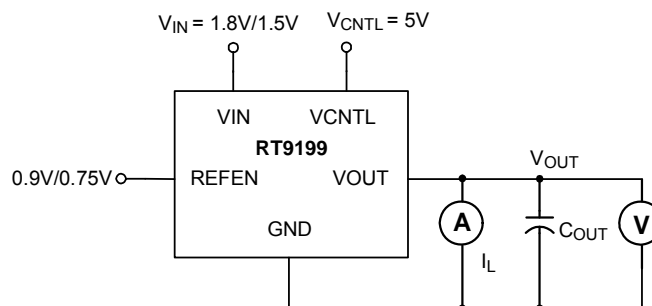 V_IN = 1.8V/1.5V
V_CNTL = 5V
VIN
VCNTL
RT9199
0.9V/0.75V
REFEN
VOUT
V_OUT
GND
A
I_L
C_OUT
V